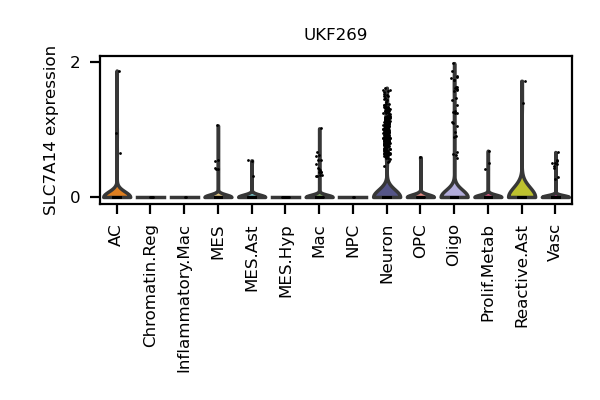 UKF269
SLC7A14 expression
2
0
AC
Chromatin.Reg
Inflammatory.Mac
MES
MES.Ast
MES.Hyp
Mac
NPC
Neuron
OPC
Oligo
Prolif.Metab
Reactive.Ast
Vasc